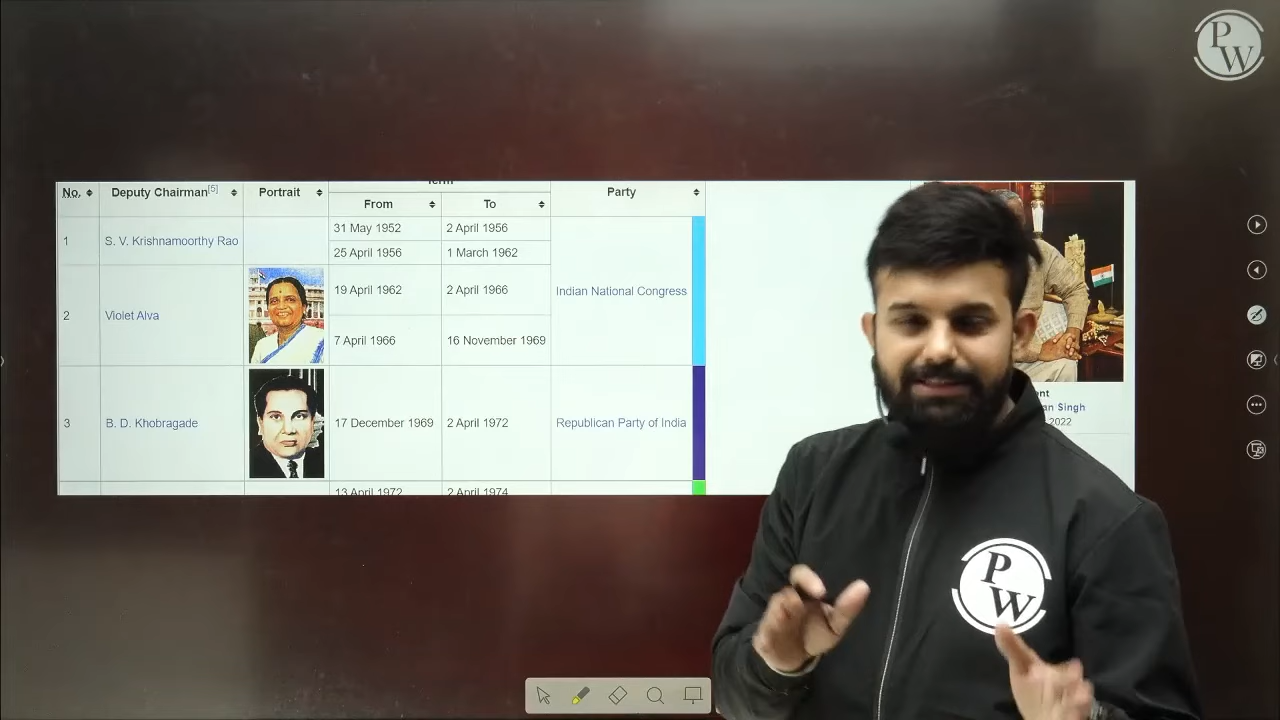 P
W
No.
Deputy Chairman[5]
Portrait
Term
Party
From
To
1
S. V. Krishnamoorthy Rao
31 May 1952
2 April 1956
25 April 1956
1 March 1962
Indian National Congress
2
Violet Alva
19 April 1962
2 April 1966
7 April 1966
16 November 1969
3
B. D. Khobragade
17 December 1969
2 April 1972
Republican Party of India
13 April 1972
2 April 1974
Singh
2022
P
W